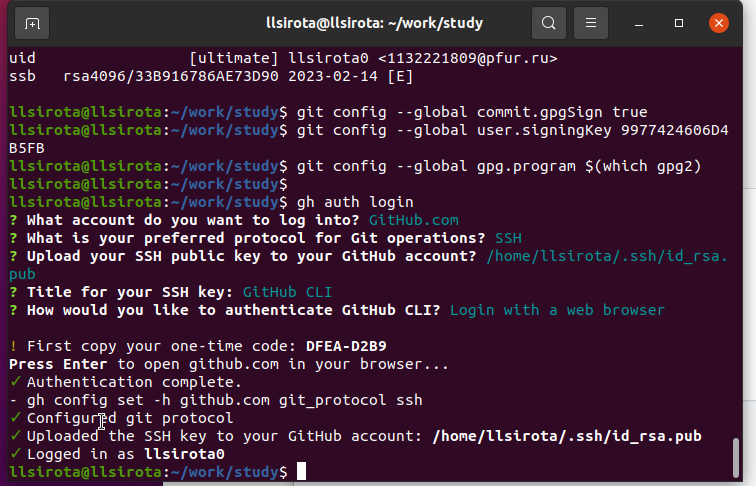 llsirota@llsirota: ~/work/study
uid                 [ultimate] llsirota0 <1132221809@pfur.ru>
ssb   rsa4096/33B916786AE73D90 2023-02-14 [E]
llsirota@llsirota:~/work/study$ git config --global commit.gpgSign true
llsirota@llsirota:~/work/study$ git config --global user.signingKey 9977424606D4
B5FB
llsirota@llsirota:~/work/study$ git config --global gpg.program $(which gpg2)
llsirota@llsirota:~/work/study$
llsirota@llsirota:~/work/study$ gh auth login
? What account do you want to log into? GitHub.com
? What is your preferred protocol for Git operations? SSH
? Upload your SSH public key to your GitHub account? /home/llsirota/.ssh/id_rsa.
pub
? Title for your SSH key: GitHub CLI
? How would you like to authenticate GitHub CLI? Login with a web browser
! First copy your one-time code: DFEA-D2B9
Press Enter to open github.com in your browser...
✓ Authentication complete.
- gh config set -h github.com git_protocol ssh
✓ Configured git protocol
✓ Uploaded the SSH key to your GitHub account: /home/llsirota/.ssh/id_rsa.pub
✓ Logged in as llsirota0
llsirota@llsirota:~/work/study$